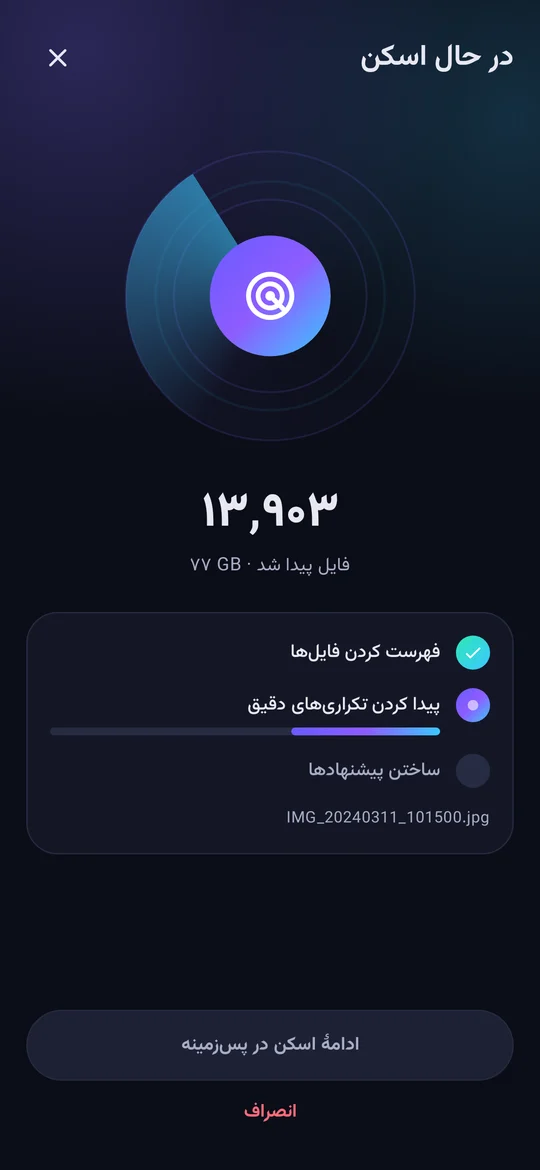 در حال اسکن
۱۳,۹۰۳
فایل پیدا شد · ۷۷ GB
فهرست کردن فایل‌ها
پیدا کردن تکراری‌های دقیق
ساختن پیشنهادها
IMG_20240311_101500.jpg
ادامهٔ اسکن در پس‌زمینه
انصراف